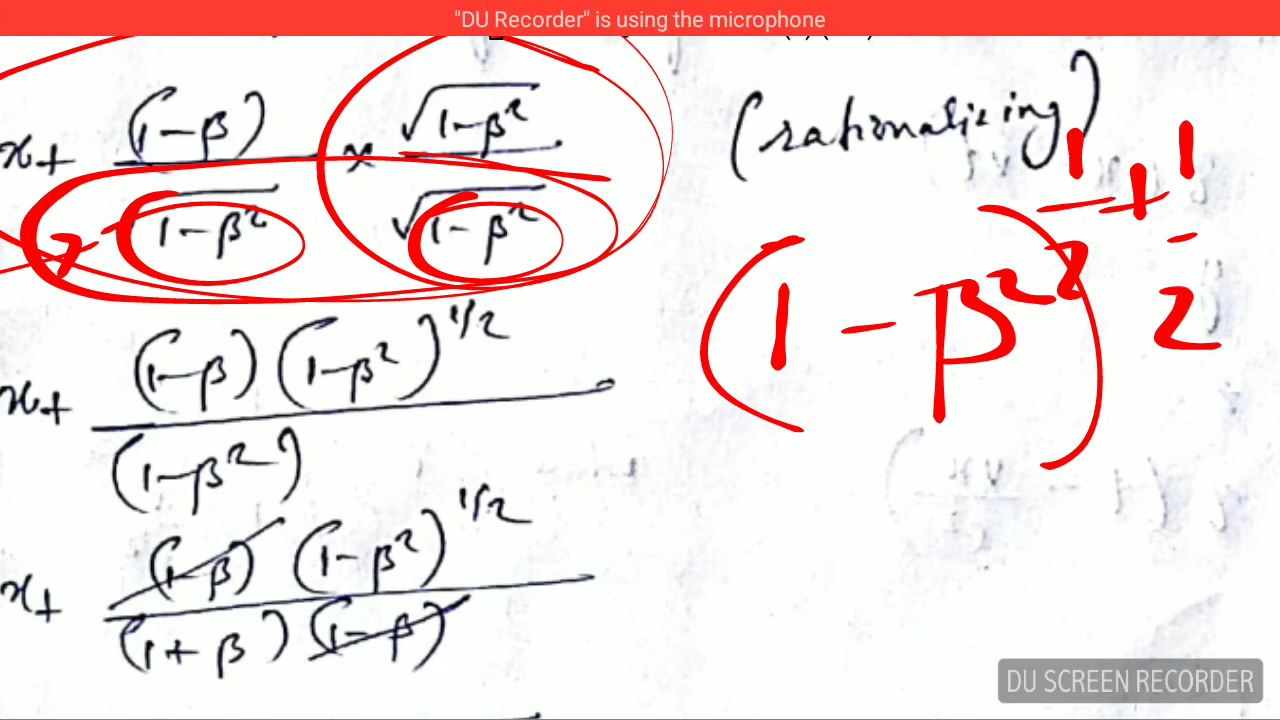 "DU Recorder" is using the microphone
x+ (1-β) / √1-β² × √1-β² / √1-β² (rationalizing)
(1-β²)^1/2 + 1/2
x+ (1-β) (1-β²)^1/2 / (1-β²)
x+ (1-β) (1-β²)^1/2 / (1+β) (1-β)
DU SCREEN RECORDER